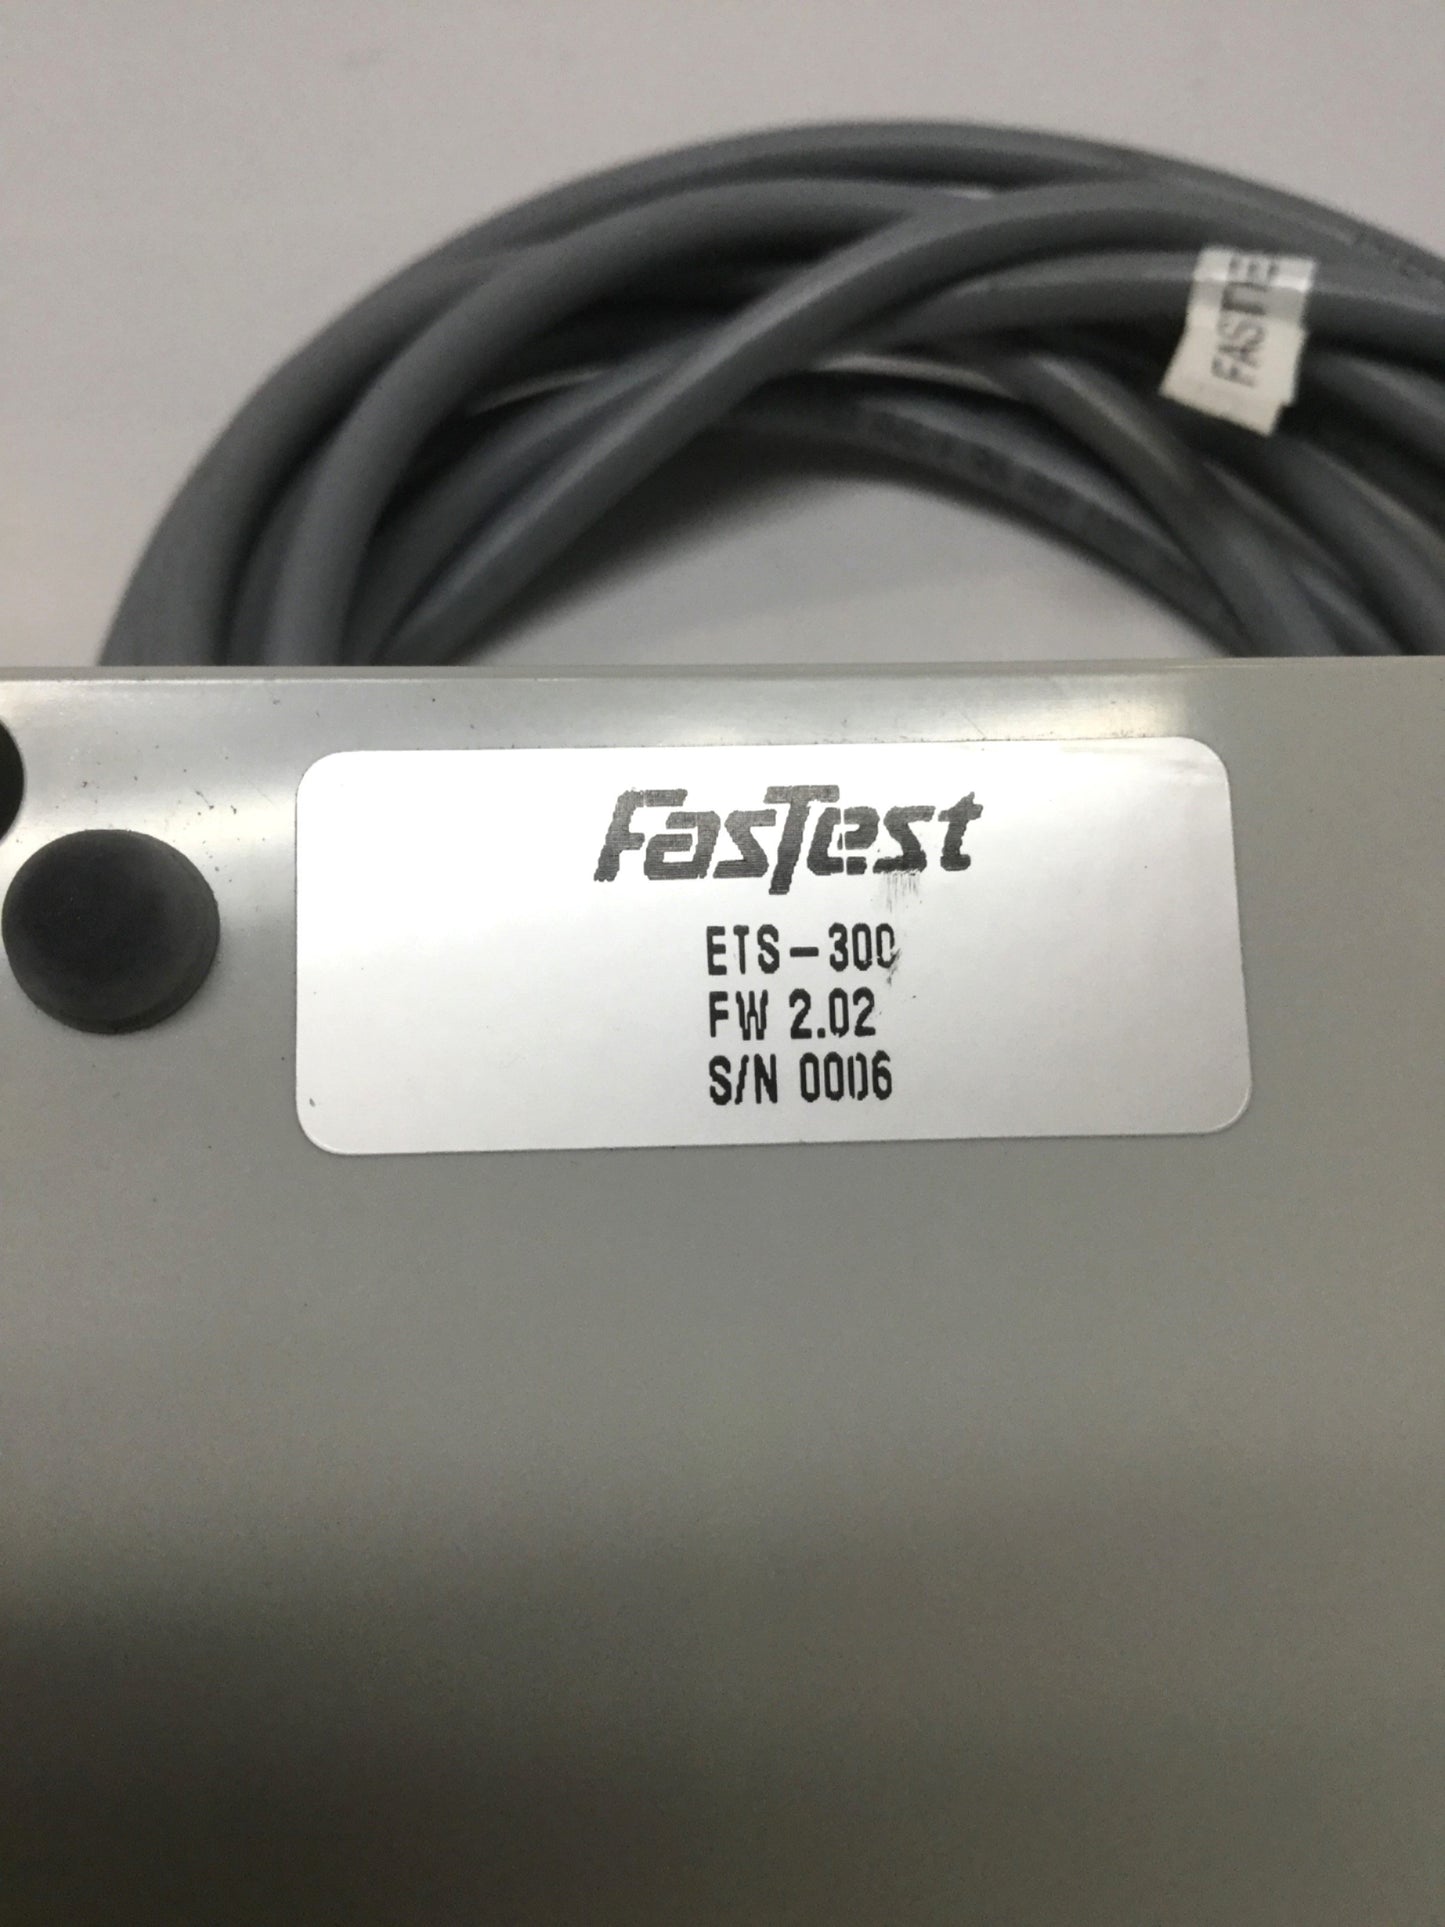 FASTE
FasTest
ETS-300
FW 2.02
S/N 0006